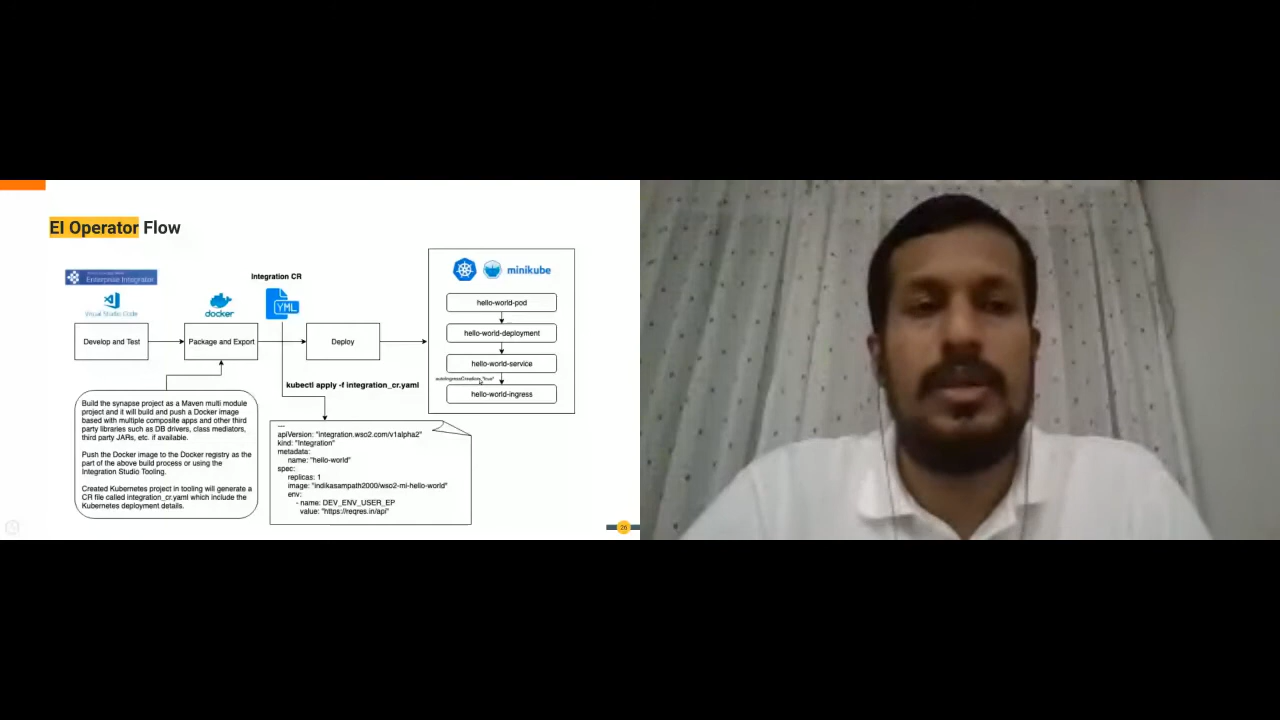 EI Operator Flow
Enterprise Integrator
Visual Studio Code
docker
Integration CR
YML
minikube
Develop and Test
Package and Export
Deploy
hello-world-pod
hello-world-deployment
hello-world-service
autoIngressCreation: "true"
hello-world-ingress
kubectl apply -f integration_cr.yaml
Build the synapse project as a Maven multi module
project and it will build and push a Docker image
based with multiple composite apps and other third
party libraries such as DB drivers, class mediators,
third party JARs, etc. if available.
Push the Docker image to the Docker registry as the
part of the above build process or using the
Integration Studio Tooling.
Created Kubernetes project in tooling will generate a
CR file called integration_cr.yaml which include the
Kubernetes deployment details.
---
apiVersion: "integration.wso2.com/v1alpha2"
kind: "Integration"
metadata:
name: "hello-world"
spec:
replicas: 1
image: "indikasampath2000/wso2-mi-hello-world"
env:
- name: DEV_ENV_USER_EP
value: "https://reqres.in/api"
26